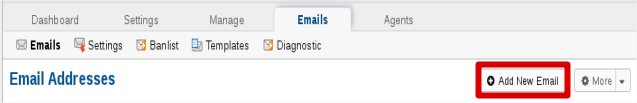 Dashboard Settings Manage Emails Agents
Emails Settings Banlist Templates Diagnostic
Email Addresses Add New Email More